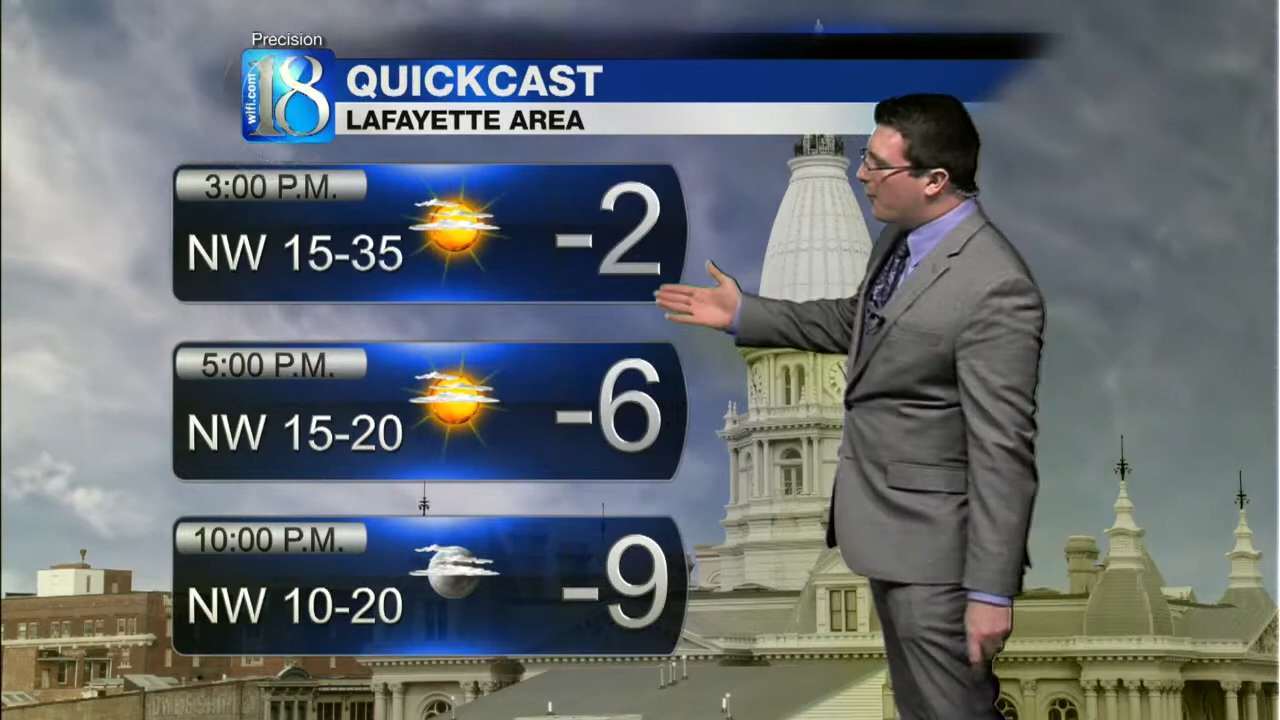 Precision
wlfi.com
18
QUICKCAST
LAFAYETTE AREA
3:00 P.M.
NW 15-35
-2
5:00 P.M.
NW 15-20
-6
10:00 P.M.
NW 10-20
-9